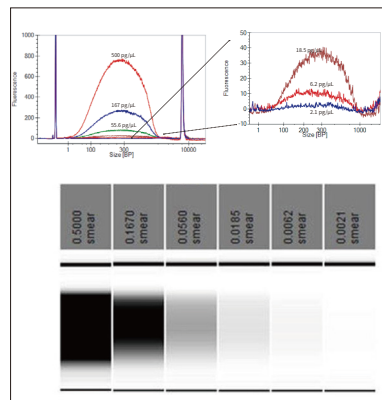 1000
800
600
400
200
0
Fluorescence
500 pg/µL
167 pg/µL
55.6 pg/µL
1
100
300
10000
Size [BP]
50
40
30
20
10
0
-10
Fluorescence
18.5 pg/µL
6.2 pg/µL
2.1 pg/µL
1
100
200
300
1000
Size [BP]
0.5000
smear
0.1670
smear
0.0560
smear
0.0185
smear
0.0062
smear
0.0021
smear